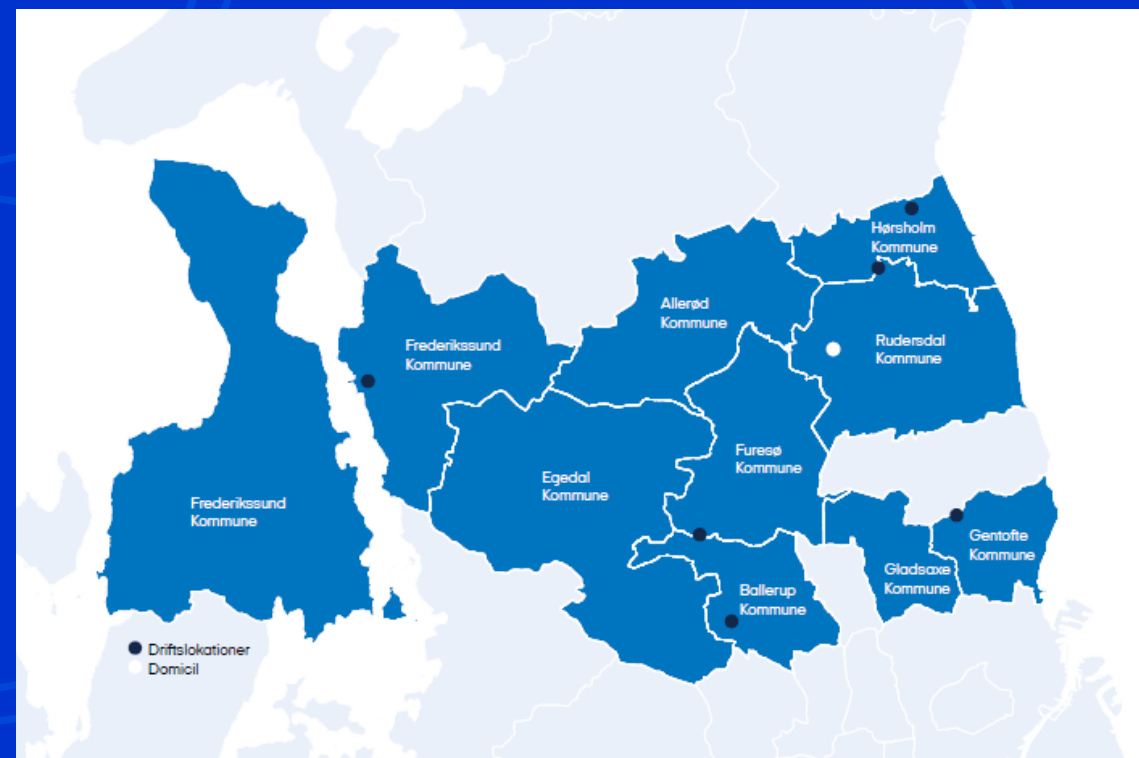 Hørsholm
Kommune
Allerød
Kommune
Rudersdal
Kommune
Frederikssund
Kommune
Furesø
Kommune
Egedal
Kommune
Frederikssund
Kommune
Gentofte
Kommune
Gladsaxe
Kommune
Ballerup
Kommune
Driftslokationer
Domicil